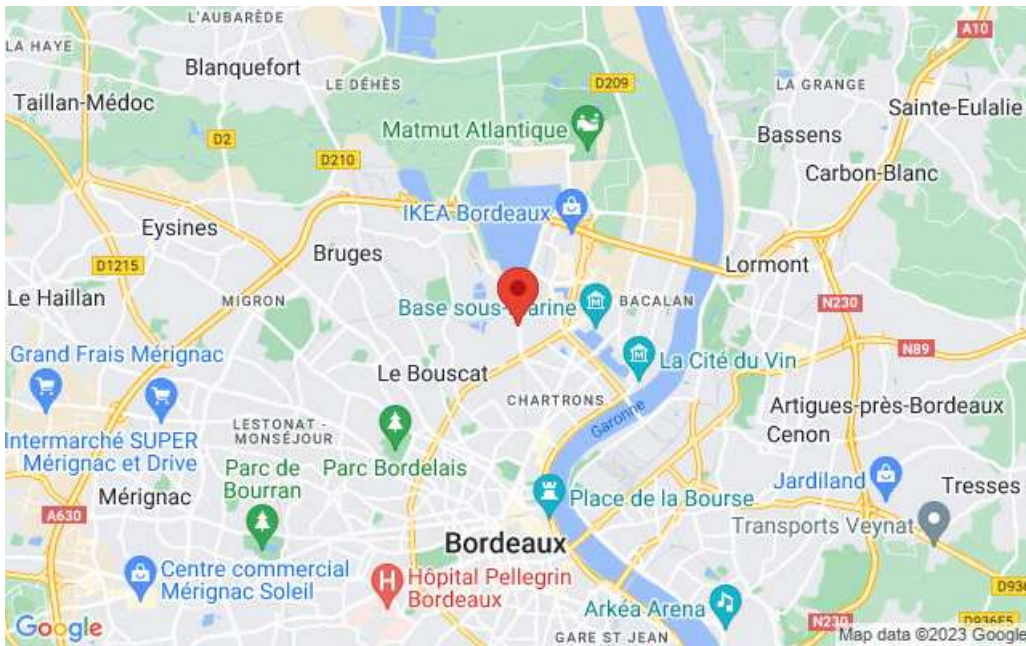 L'AUBARÈDE
A10
LA HAYE
Blanquefort
LE DÉHÈS
D209
LA GRANGE
Taillan-Médoc
Sainte-Eulalie
Matmut Atlantique
Bassens
D2
D210
Carbon-Blanc
IKEA Bordeaux
Eysines
Bruges
D1215
Lormont
Le Haillan
MIGRON
Base sous-marine
BACALAN
N230
Grand Frais Mérignac
N89
La Cité du Vin
Le Bouscat
CHARTRONS
Garonne
Artigues-près-Bordeaux
LESTONAT -
MONSÉJOUR
Cenon
Intermarché SUPER
Mérignac et Drive
Parc Bordelais
Parc de
Bourran
Jardiland
Tresses
Mérignac
Place de la Bourse
A630
Transports Veynat
Bordeaux
Centre commercial
Mérignac Soleil
Hôpital Pellegrin
Bordeaux
D936
Arkéa Arena
Google
GARE ST JEAN
N230
D936E5
Map data ©2023 Google